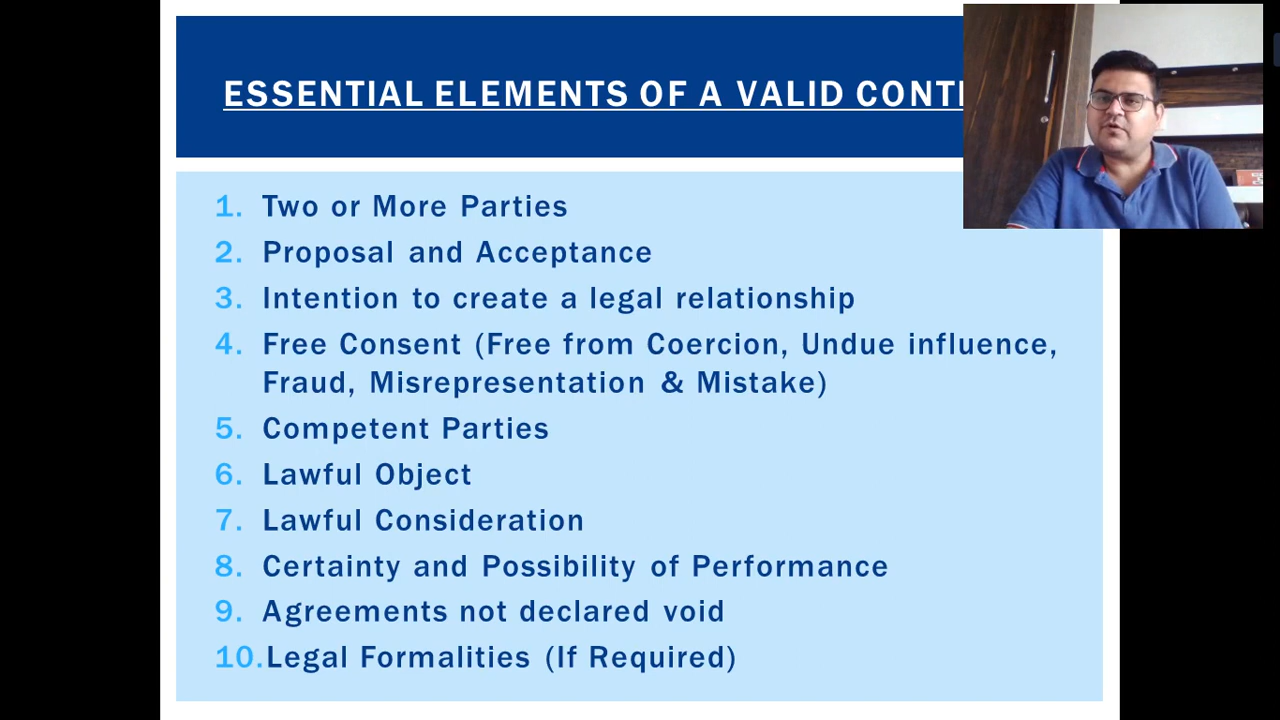 ESSENTIAL ELEMENTS OF A VALID CONT
1. Two or More Parties
2. Proposal and Acceptance
3. Intention to create a legal relationship
4. Free Consent (Free from Coercion, Undue influence,
Fraud, Misrepresentation & Mistake)
5. Competent Parties
6. Lawful Object
7. Lawful Consideration
8. Certainty and Possibility of Performance
9. Agreements not declared void
10. Legal Formalities (If Required)